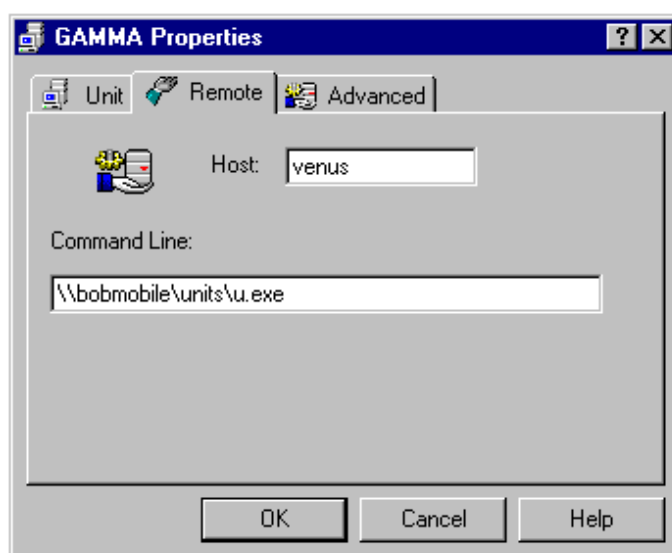 GAMMA Properties
Unit Remote Advanced
Host: venus
Command Line:
\\bobmobile\units\u.exe
OK Cancel Help